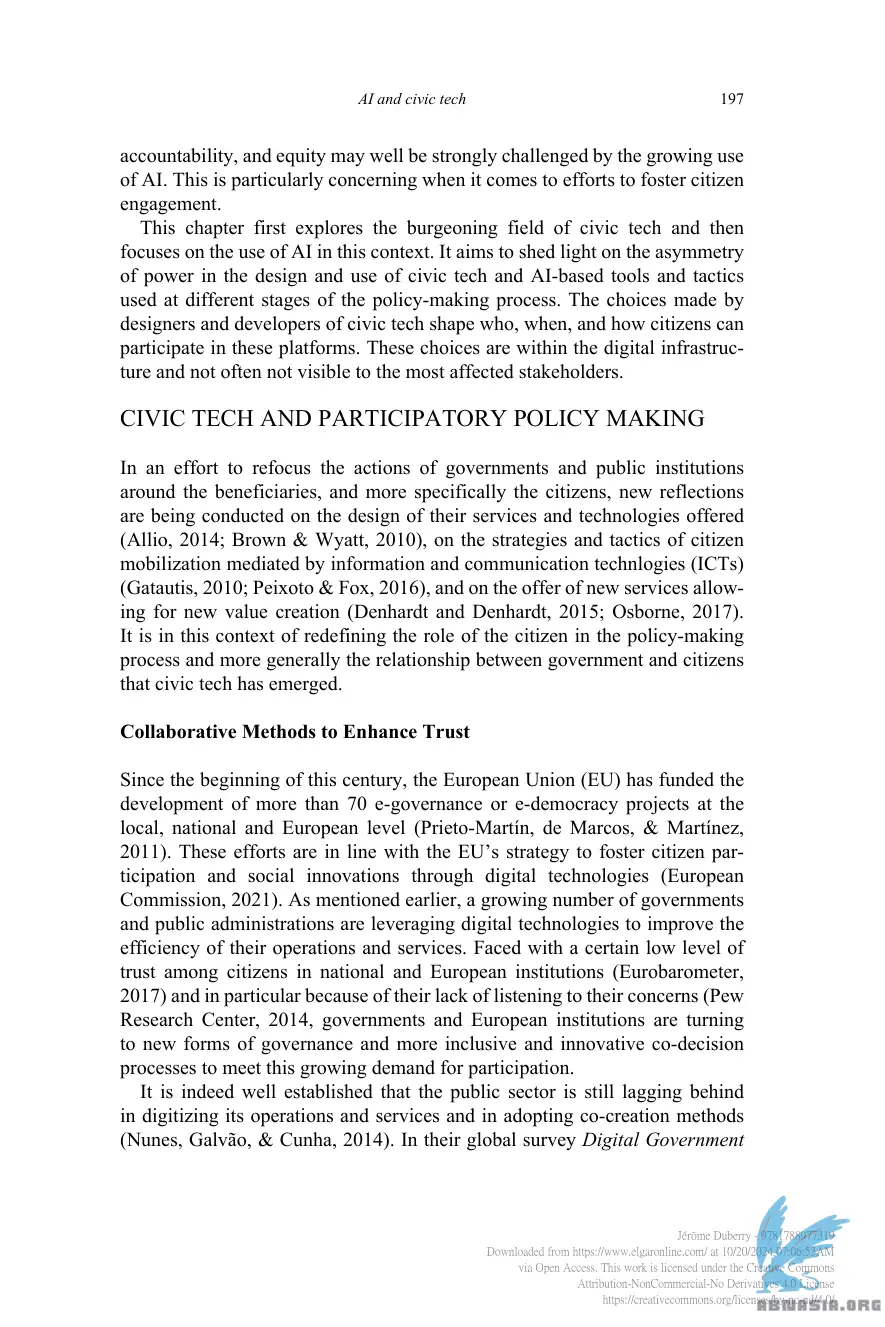 AI and civic tech 197
accountability, and equity may well be strongly challenged by the growing use
of AI. This is particularly concerning when it comes to efforts to foster citizen
engagement.
This chapter first explores the burgeoning field of civic tech and then
focuses on the use of AI in this context. It aims to shed light on the asymmetry
of power in the design and use of civic tech and AI-based tools and tactics
used at different stages of the policy-making process. The choices made by
designers and developers of civic tech shape who, when, and how citizens can
participate in these platforms. These choices are within the digital infrastruc-
ture and not often not visible to the most affected stakeholders.
CIVIC TECH AND PARTICIPATORY POLICY MAKING
In an effort to refocus the actions of governments and public institutions
around the beneficiaries, and more specifically the citizens, new reflections
are being conducted on the design of their services and technologies offered
(Allio, 2014; Brown & Wyatt, 2010), on the strategies and tactics of citizen
mobilization mediated by information and communication technlogies (ICTs)
(Gatautis, 2010; Peixoto & Fox, 2016), and on the offer of new services allow-
ing for new value creation (Denhardt and Denhardt, 2015; Osborne, 2017).
It is in this context of redefining the role of the citizen in the policy-making
process and more generally the relationship between government and citizens
that civic tech has emerged.
Collaborative Methods to Enhance Trust
Since the beginning of this century, the European Union (EU) has funded the
development of more than 70 e-governance or e-democracy projects at the
local, national and European level (Prieto-Martín, de Marcos, & Martínez,
2011). These efforts are in line with the EU’s strategy to foster citizen par-
ticipation and social innovations through digital technologies (European
Commission, 2021). As mentioned earlier, a growing number of governments
and public administrations are leveraging digital technologies to improve the
efficiency of their operations and services. Faced with a certain low level of
trust among citizens in national and European institutions (Eurobarometer,
2017) and in particular because of their lack of listening to their concerns (Pew
Research Center, 2014, governments and European institutions are turning
to new forms of governance and more inclusive and innovative co-decision
processes to meet this growing demand for participation.
It is indeed well established that the public sector is still lagging behind
in digitizing its operations and services and in adopting co-creation methods
(Nunes, Galvão, & Cunha, 2014). In their global survey Digital Government
Jérôme Duberry - 9781788977319
Downloaded from https://www.elgaronline.com/ at 10/20/2024 07:06:52AM
via Open Access. This work is licensed under the Creative Commons
Attribution-NonCommercial-No Derivatives 4.0 License
https://creativecommons.org/licenses/by-nc-nd/4.0/
ABNASIA.ORG